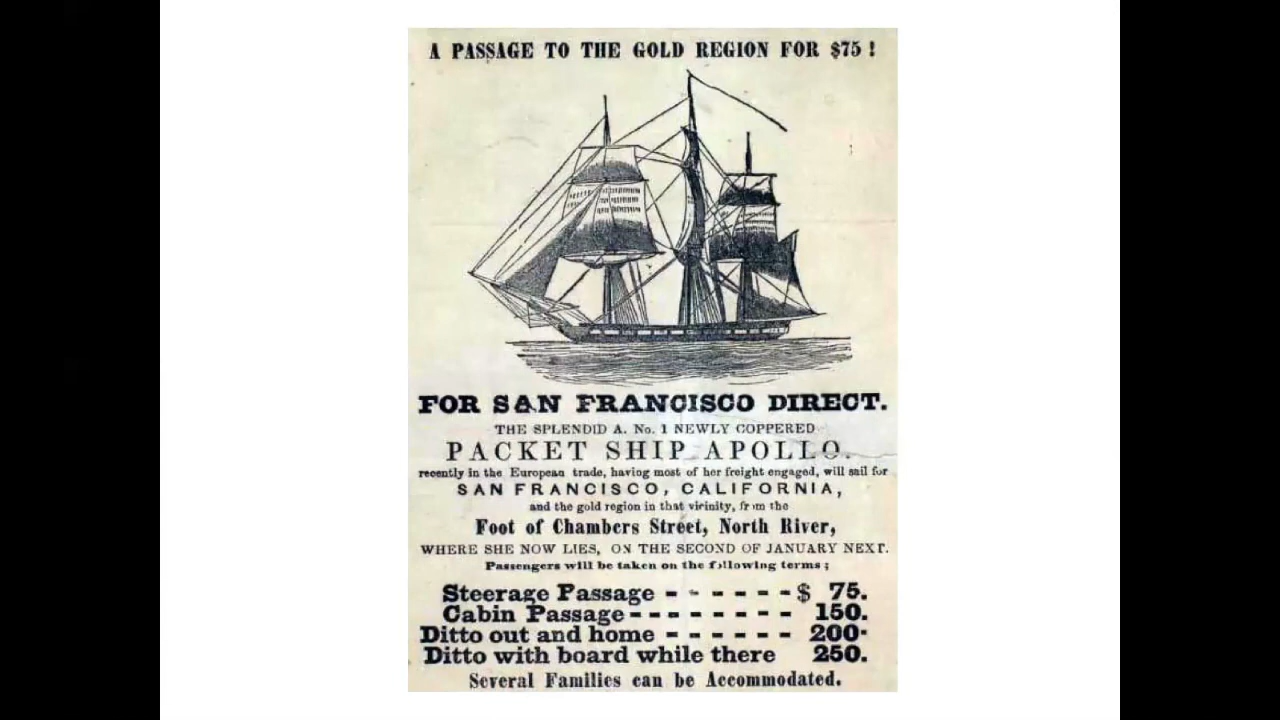 A PASSAGE TO THE GOLD REGION FOR $75 !
FOR SAN FRANCISCO DIRECT.
THE SPLENDID A. No. 1 NEWLY COPPERED
PACKET SHIP APOLLO.
recently in the European trade, having most of her freight engaged, will sail for
SAN FRANCISCO, CALIFORNIA,
and the gold region in that vicinity, from the
Foot of Chambers Street, North River,
WHERE SHE NOW LIES, ON THE SECOND OF JANUARY NEXT.
Passengers will be taken on the following terms ;
Steerage Passage - - - - - - - $ 75.
Cabin Passage - - - - - - - - 150.
Ditto out and home - - - - - - 200.
Ditto with board while there 250.
Several Families can be Accommodated.